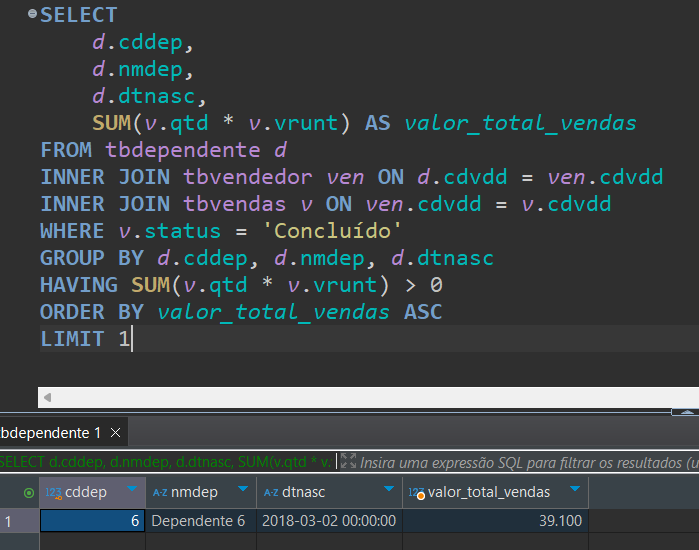 SELECT
d.cddep,
d.nmdep,
d.dtnasc,
SUM(v.qtd * v.vrunt) AS valor_total_vendas
FROM tbdependente d
INNER JOIN tbvendedor ven ON d.cdvdd = ven.cdvdd
INNER JOIN tbvendas v ON ven.cdvdd = v.cdvdd
WHERE v.status = 'Concluído'
GROUP BY d.cddep, d.nmdep, d.dtnasc
HAVING SUM(v.qtd * v.vrunt) > 0
ORDER BY valor_total_vendas ASC
LIMIT 1
tbdependente 1
SELECT d.cddep, d.nmdep, d.dtnasc, SUM(v.qtd * v. Insira uma expressão SQL para filtrar os resultados (u
123 cddep A-Z nmdep A-Z dtnasc 123 valor_total_vendas
1 6 Dependente 6 2018-03-02 00:00:00 39.100